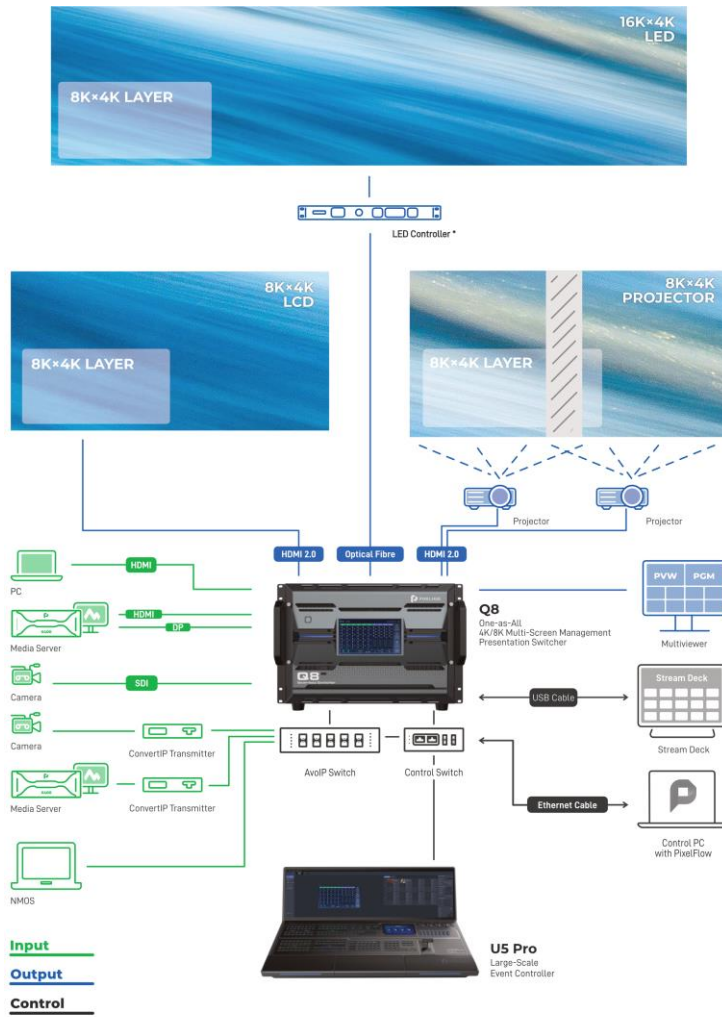 16K×4K
LED
8K×4K LAYER
LED Controller *
8K×4K
LCD
8K×4K LAYER
8K×4K
PROJECTOR
8K×4K LAYER
Projector
Projector
HDMI 2.0
Optical Fibre
HDMI 2.0
HDMI
PC
HDMI
DP
Media Server
SDI
Camera
Camera
ConvertIP Transmitter
Media Server
ConvertIP Transmitter
NMOS
Q8
Q8
One-as-All
4K/8K Multi-Screen Management
Presentation Switcher
PVW PGM
Multiviewer
USB Cable
Stream Deck
Stream Deck
AvoIP Switch
Control Switch
Ethernet Cable
Control PC
with PixelFlow
U5 Pro
Large-Scale
Event Controller
Input
Output
Control